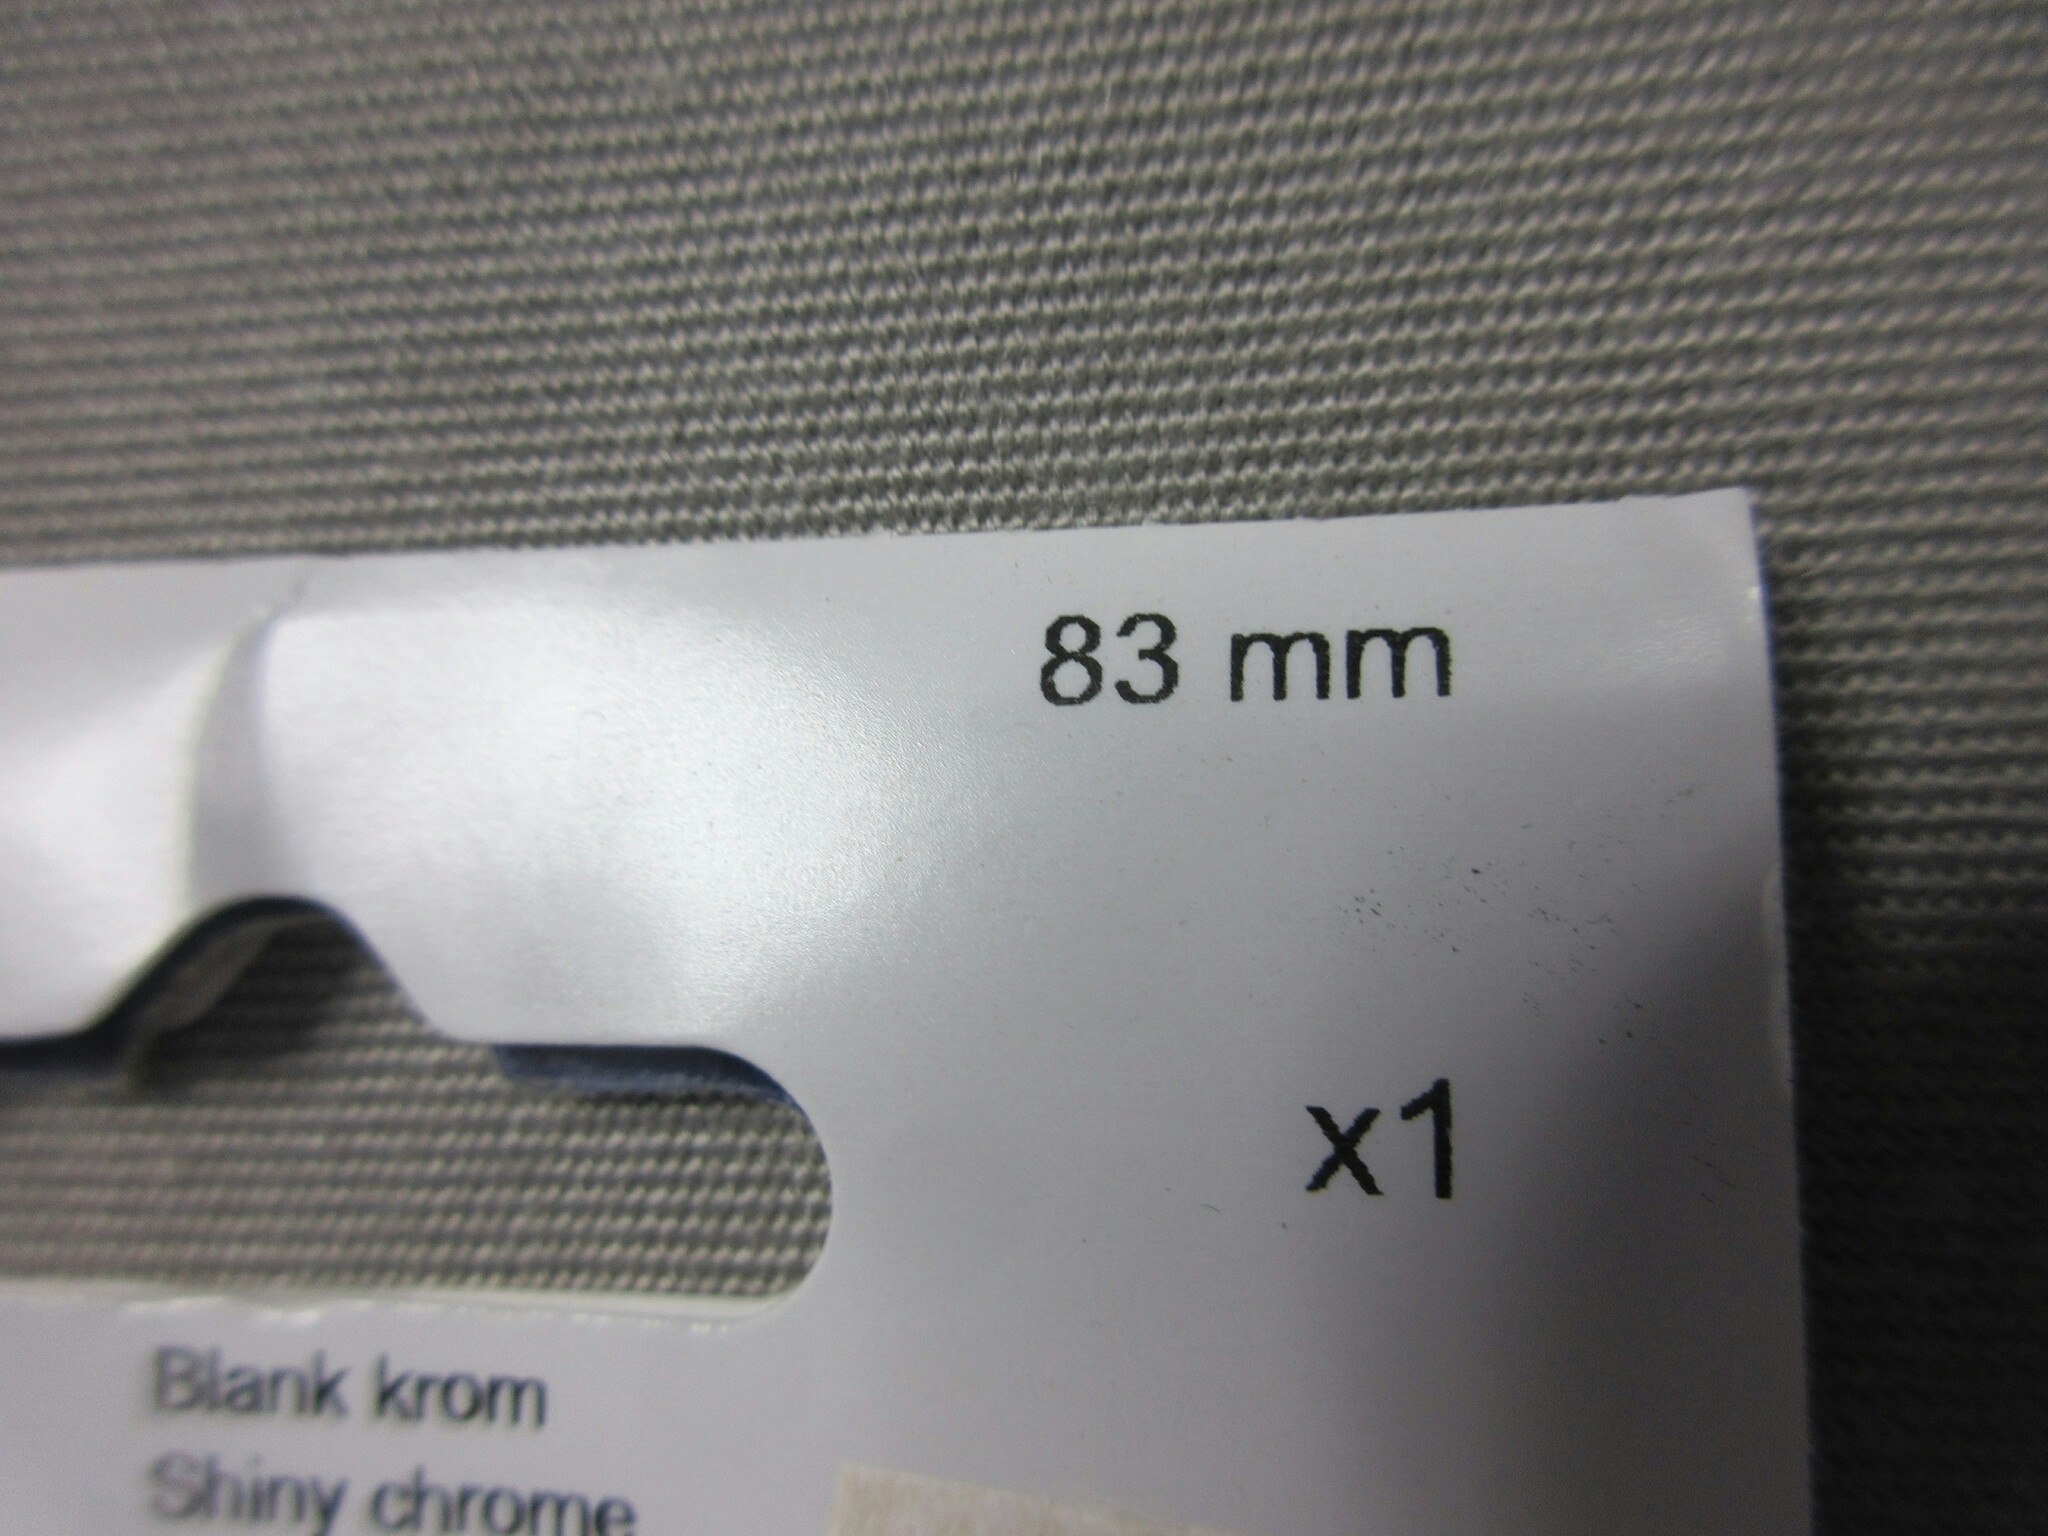 83 mm
x1
Blank krom
Shiny chrome